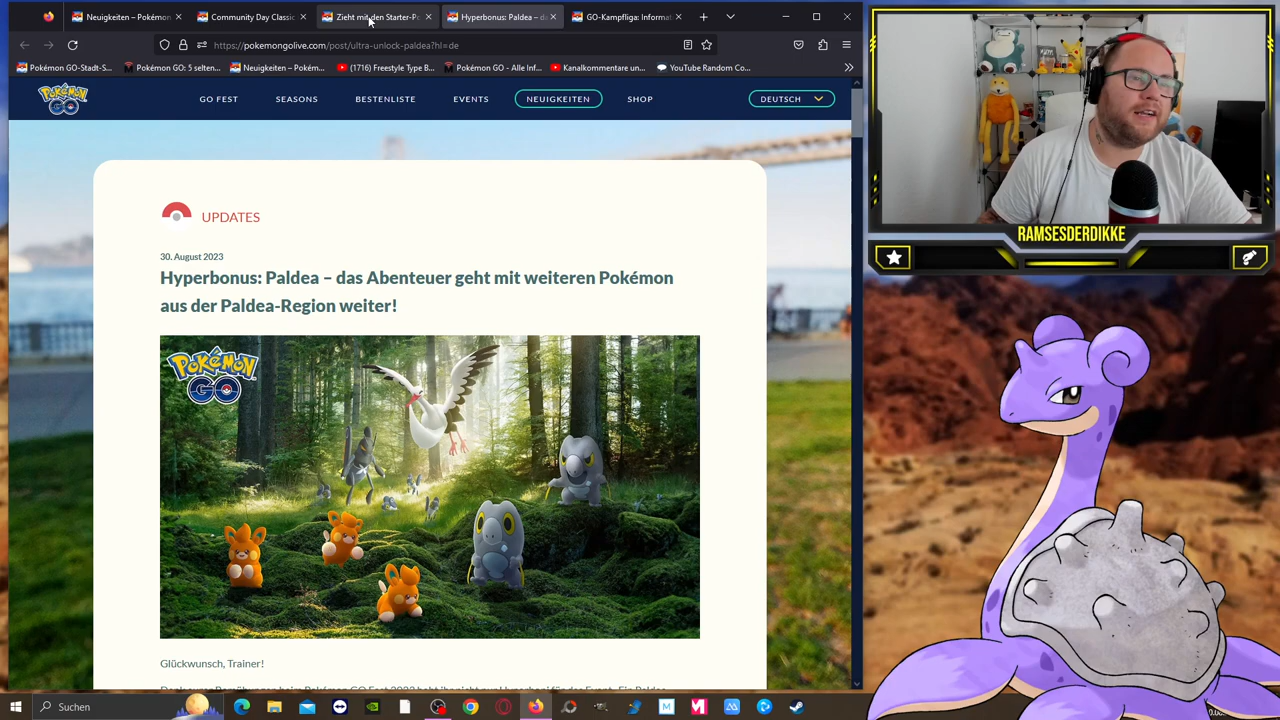 Neuigkeiten – Pokémon
Community Day Classic
Zieht mit den Starter-P
Hyperbonus: Paldea – da
GO-Kampfliga: Informat
https://pokemongolive.com/post/ultra-unlock-paldea?hl=de
Pokémon GO-Stadt-S...
Pokémon GO: 5 selten...
Neuigkeiten – Pokém...
(1716) Freestyle Type B...
Pokémon GO - Alle Inf...
Kanalkommentare un...
YouTube Random Co...
Pokémon GO
GO FEST
SEASONS
BESTENLISTE
EVENTS
NEUIGKEITEN
SHOP
DEUTSCH
UPDATES
30. August 2023
Hyperbonus: Paldea – das Abenteuer geht mit weiteren Pokémon
aus der Paldea-Region weiter!
Pokémon GO
Glückwunsch, Trainer!
RAMSESDERDIKKE
Suchen